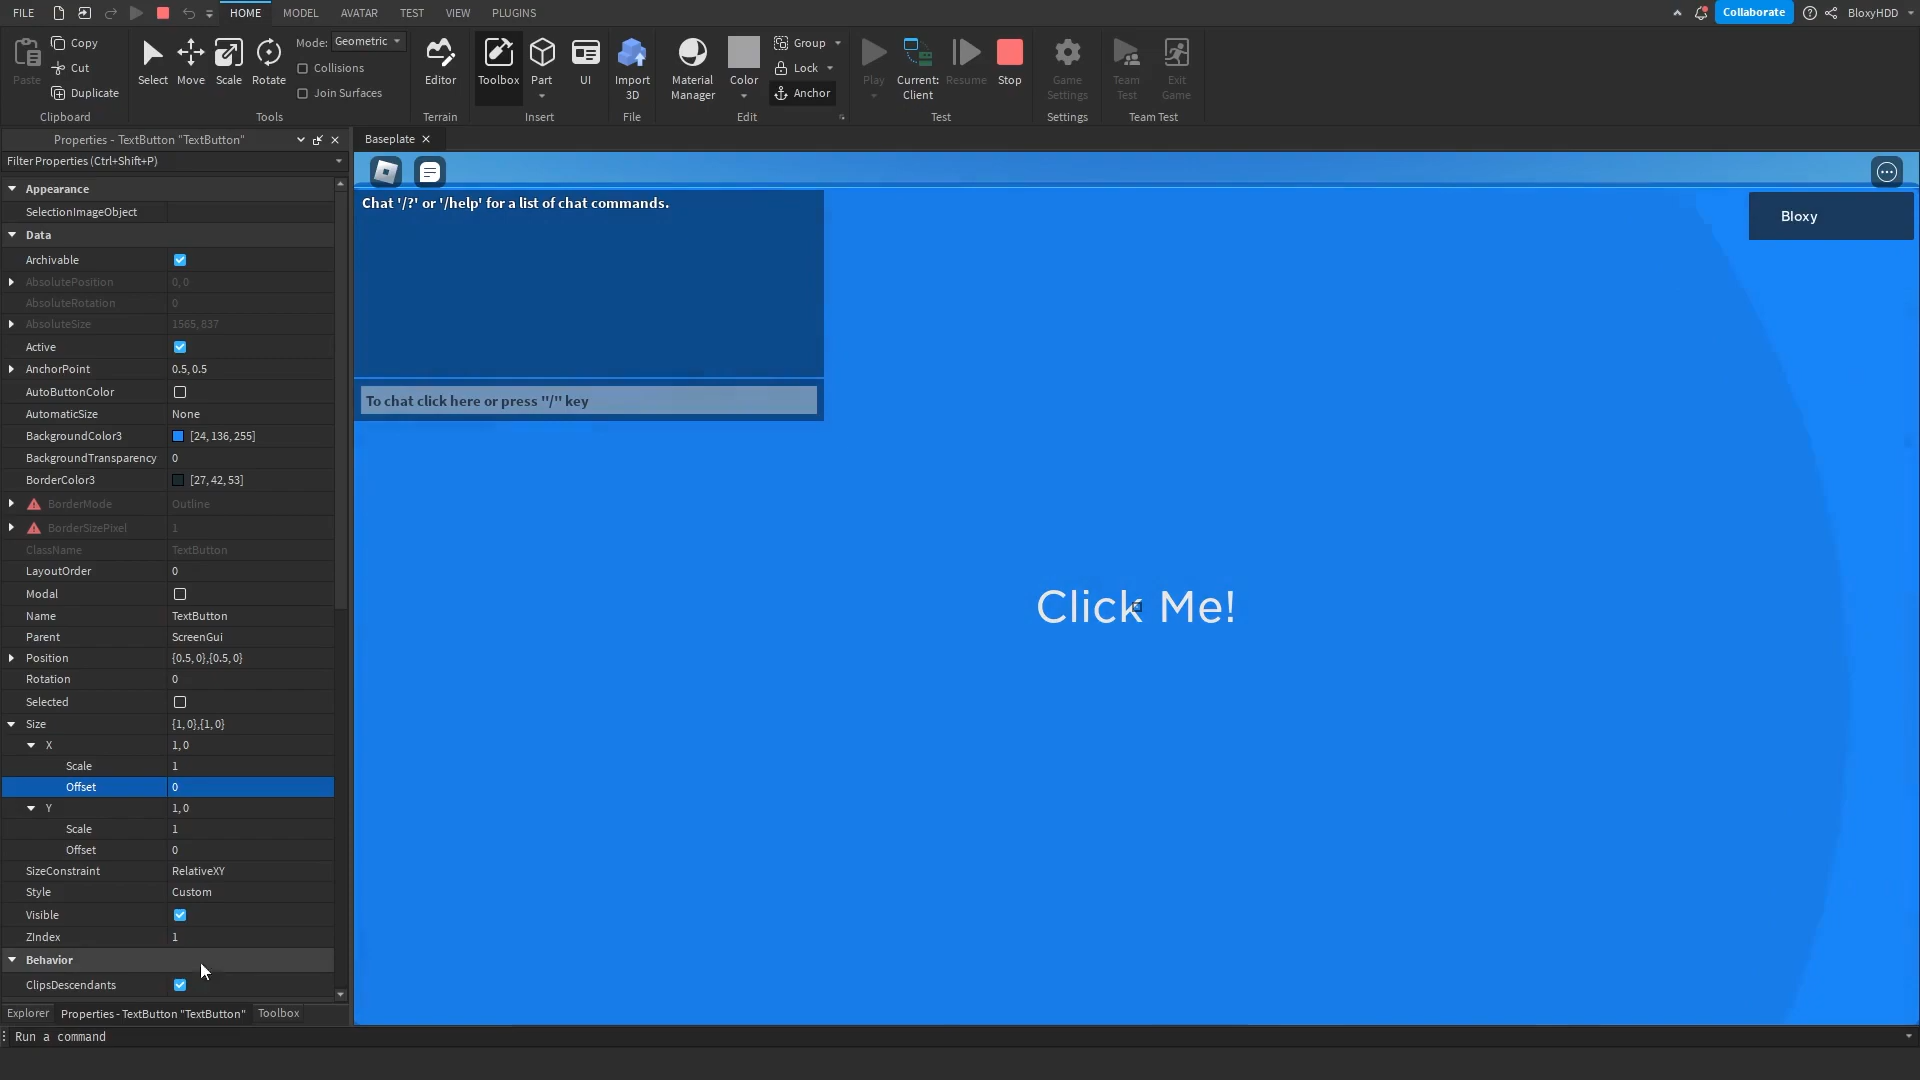 FILE
HOME
MODEL
AVATAR
TEST
VIEW
PLUGINS
Collaborate
BloxyHDD
Paste
Copy
Cut
Duplicate
Clipboard
Select
Move
Scale
Rotate
Mode: Geometric
Collisions
Join Surfaces
Tools
Editor
Terrain
Toolbox
Part
UI
Insert
Import
3D
File
Material
Manager
Color
Group
Lock
Anchor
Edit
Play
Current:
Client
Resume
Stop
Test
Game
Settings
Settings
Team
Test
Exit
Game
Team Test
Properties - TextButton "TextButton"
Filter Properties (Ctrl+Shift+P)
Appearance
SelectionImageObject
Data
Archivable
AbsolutePosition 0, 0
AbsoluteRotation 0
AbsoluteSize 1565, 837
Active
AnchorPoint 0.5, 0.5
AutoButtonColor
AutomaticSize None
BackgroundColor3 [24, 136, 255]
BackgroundTransparency 0
BorderColor3 [27, 42, 53]
BorderMode Outline
BorderSizePixel 1
ClassName TextButton
LayoutOrder 0
Modal
Name TextButton
Parent ScreenGui
Position {0.5, 0},{0.5, 0}
Rotation 0
Selected
Size {1, 0},{1, 0}
X 1, 0
Scale 1
Offset 0
Y 1, 0
Scale 1
Offset 0
SizeConstraint RelativeXY
Style Custom
Visible
ZIndex 1
Behavior
ClipsDescendants
Explorer
Properties - TextButton "TextButton"
Toolbox
Run a command
Baseplate
Chat '/?' or '/help' for a list of chat commands.
To chat click here or press "/" key
Bloxy
Click Me!